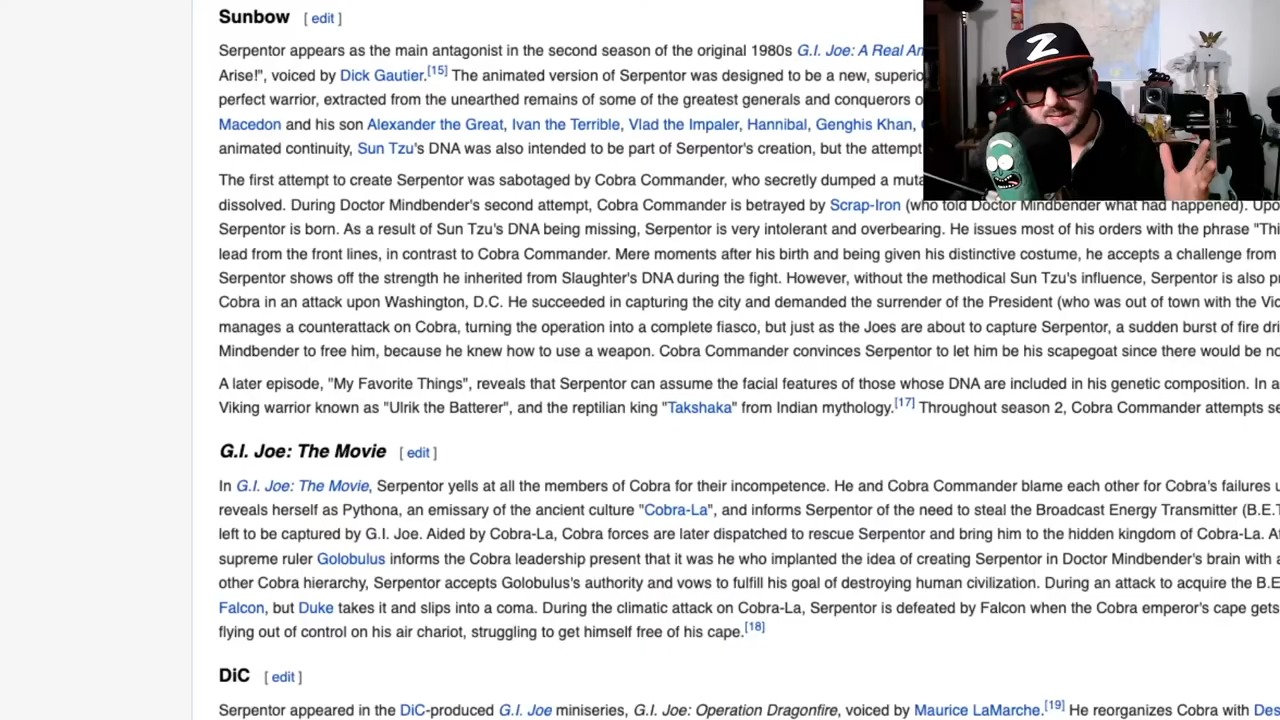 Sunbow [ edit ]
Serpentor appears as the main antagonist in the second season of the original 1980s G.I. Joe: A Real
Arise!", voiced by Dick Gautier.[15] The animated version of Serpentor was designed to be a new,
perfect warrior, extracted from the unearthed remains of some of the greatest generals and conquerors
Macedon and his son Alexander the Great, Ivan the Terrible, Vlad the Impaler, Hannibal, Genghis Khan,
animated continuity, Sun Tzu's DNA was also intended to be part of Serpentor's creation, but the attempt
The first attempt to create Serpentor was sabotaged by Cobra Commander, who secretly dumped a
dissolved. During Doctor Mindbender's second attempt, Cobra Commander is betrayed by Scrap-Iron (who told Doctor Mindbender what had happened).
Serpentor is born. As a result of Sun Tzu's DNA being missing, Serpentor is very intolerant and overbearing. He issues most of his orders with the phrase
lead from the front lines, in contrast to Cobra Commander. Mere moments after his birth and being given his distinctive costume, he accepts a challenge from
Serpentor shows off the strength he inherited from Slaughter's DNA during the fight. However, without the methodical Sun Tzu's influence, Serpentor is also
Cobra in an attack upon Washington, D.C. He succeeded in capturing the city and demanded the surrender of the President (who was out of town with the
manages a counterattack on Cobra, turning the operation into a complete fiasco, but just as the Joes are about to capture Serpentor, a sudden burst of fire
Mindbender to free him, because he knew how to use a weapon. Cobra Commander convinces Serpentor to let him be his scapegoat since there would be
A later episode, "My Favorite Things", reveals that Serpentor can assume the facial features of those whose DNA are included in his genetic composition. In
Viking warrior known as "Ulrik the Batterer", and the reptilian king "Takshaka" from Indian mythology.[17] Throughout season 2, Cobra Commander attempts
G.I. Joe: The Movie [ edit ]
In G.I. Joe: The Movie, Serpentor yells at all the members of Cobra for their incompetence. He and Cobra Commander blame each other for Cobra's failures
reveals herself as Pythona, an emissary of the ancient culture "Cobra-La", and informs Serpentor of the need to steal the Broadcast Energy Transmitter
left to be captured by G.I. Joe. Aided by Cobra-La, Cobra forces are later dispatched to rescue Serpentor and bring him to the hidden kingdom of Cobra-La.
supreme ruler Golobulus informs the Cobra leadership present that it was he who implanted the idea of creating Serpentor in Doctor Mindbender's brain with
other Cobra hierarchy, Serpentor accepts Golobulus's authority and vows to fulfill his goal of destroying human civilization. During an attack to acquire the
Falcon, but Duke takes it and slips into a coma. During the climatic attack on Cobra-La, Serpentor is defeated by Falcon when the Cobra emperor's cape gets
flying out of control on his air chariot, struggling to get himself free of his cape.[18]
DiC [ edit ]
Serpentor appeared in the DiC-produced G.I. Joe miniseries, G.I. Joe: Operation Dragonfire, voiced by Maurice LaMarche.[19] He reorganizes Cobra with
Z